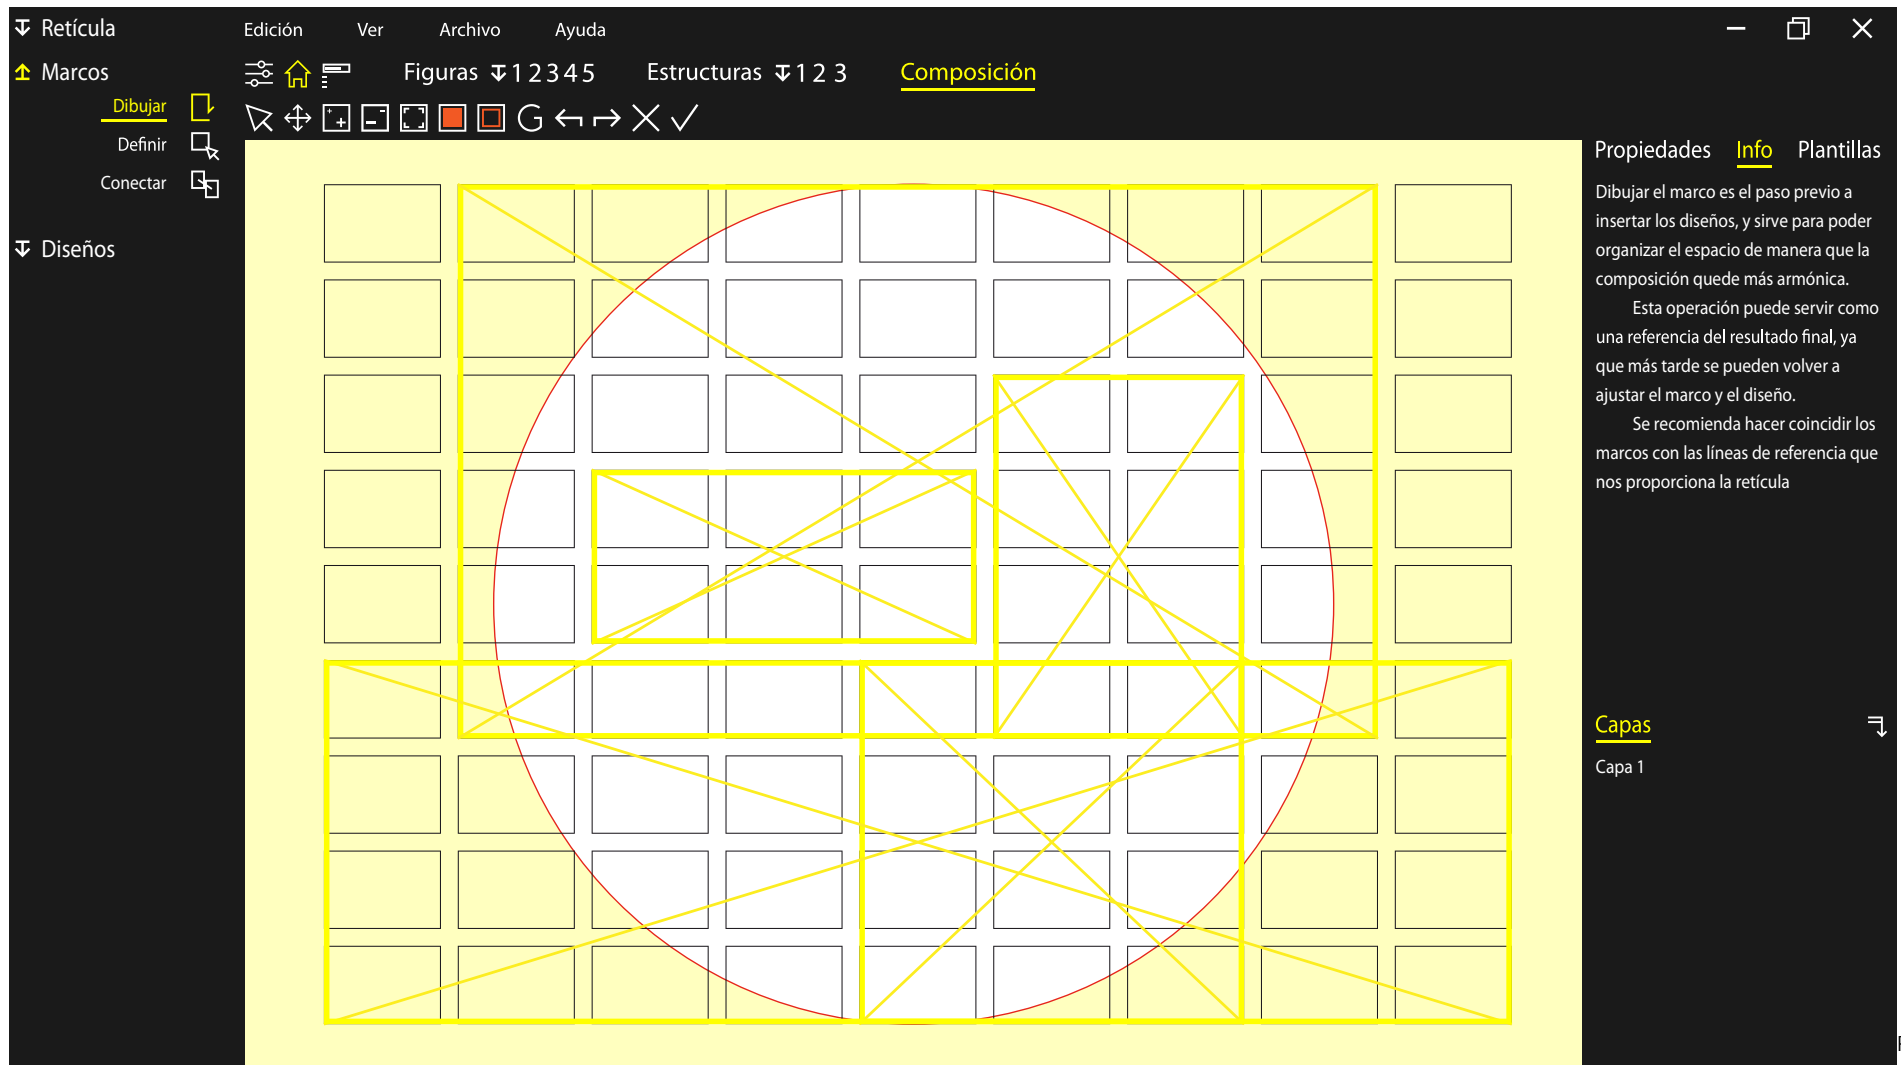 Retícula
Edición Ver Archivo Ayuda
Marcos
Figuras 1 2 3 4 5 Estructuras 1 2 3 Composición
Dibujar
Definir
Conectar
Diseños
Propiedades Info Plantillas
Dibujar el marco es el paso previo a
insertar los diseños, y sirve para poder
organizar el espacio de manera que la
composición quede más armónica.
Esta operación puede servir como
una referencia del resultado final, ya
que más tarde se pueden volver a
ajustar el marco y el diseño.
Se recomienda hacer coincidir los
marcos con las líneas de referencia que
nos proporciona la retícula
Capas
Capa 1